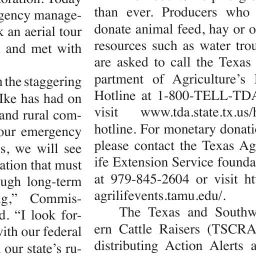 gency manage-
k an aerial tour
and met with
the staggering
Ike has had on
and rural com-
our emergency
s, we will see
ation that must
ugh long-term
g,” Commis-
d. “I look for-
with our federal
our state’s ru-
than ever. Producers who
donate animal feed, hay or o
resources such as water trou
are asked to call the Texas
partment of Agriculture’s
Hotline at 1-800-TELL-TDA
visit www.tda.state.tx.us/h
hotline. For monetary donati
please contact the Texas Ag
ife Extension Service founda
at 979-845-2604 or visit ht
agrilifevents.tamu.edu/.
The Texas and Southw
ern Cattle Raisers (TSCRA
distributing Action Alerts a